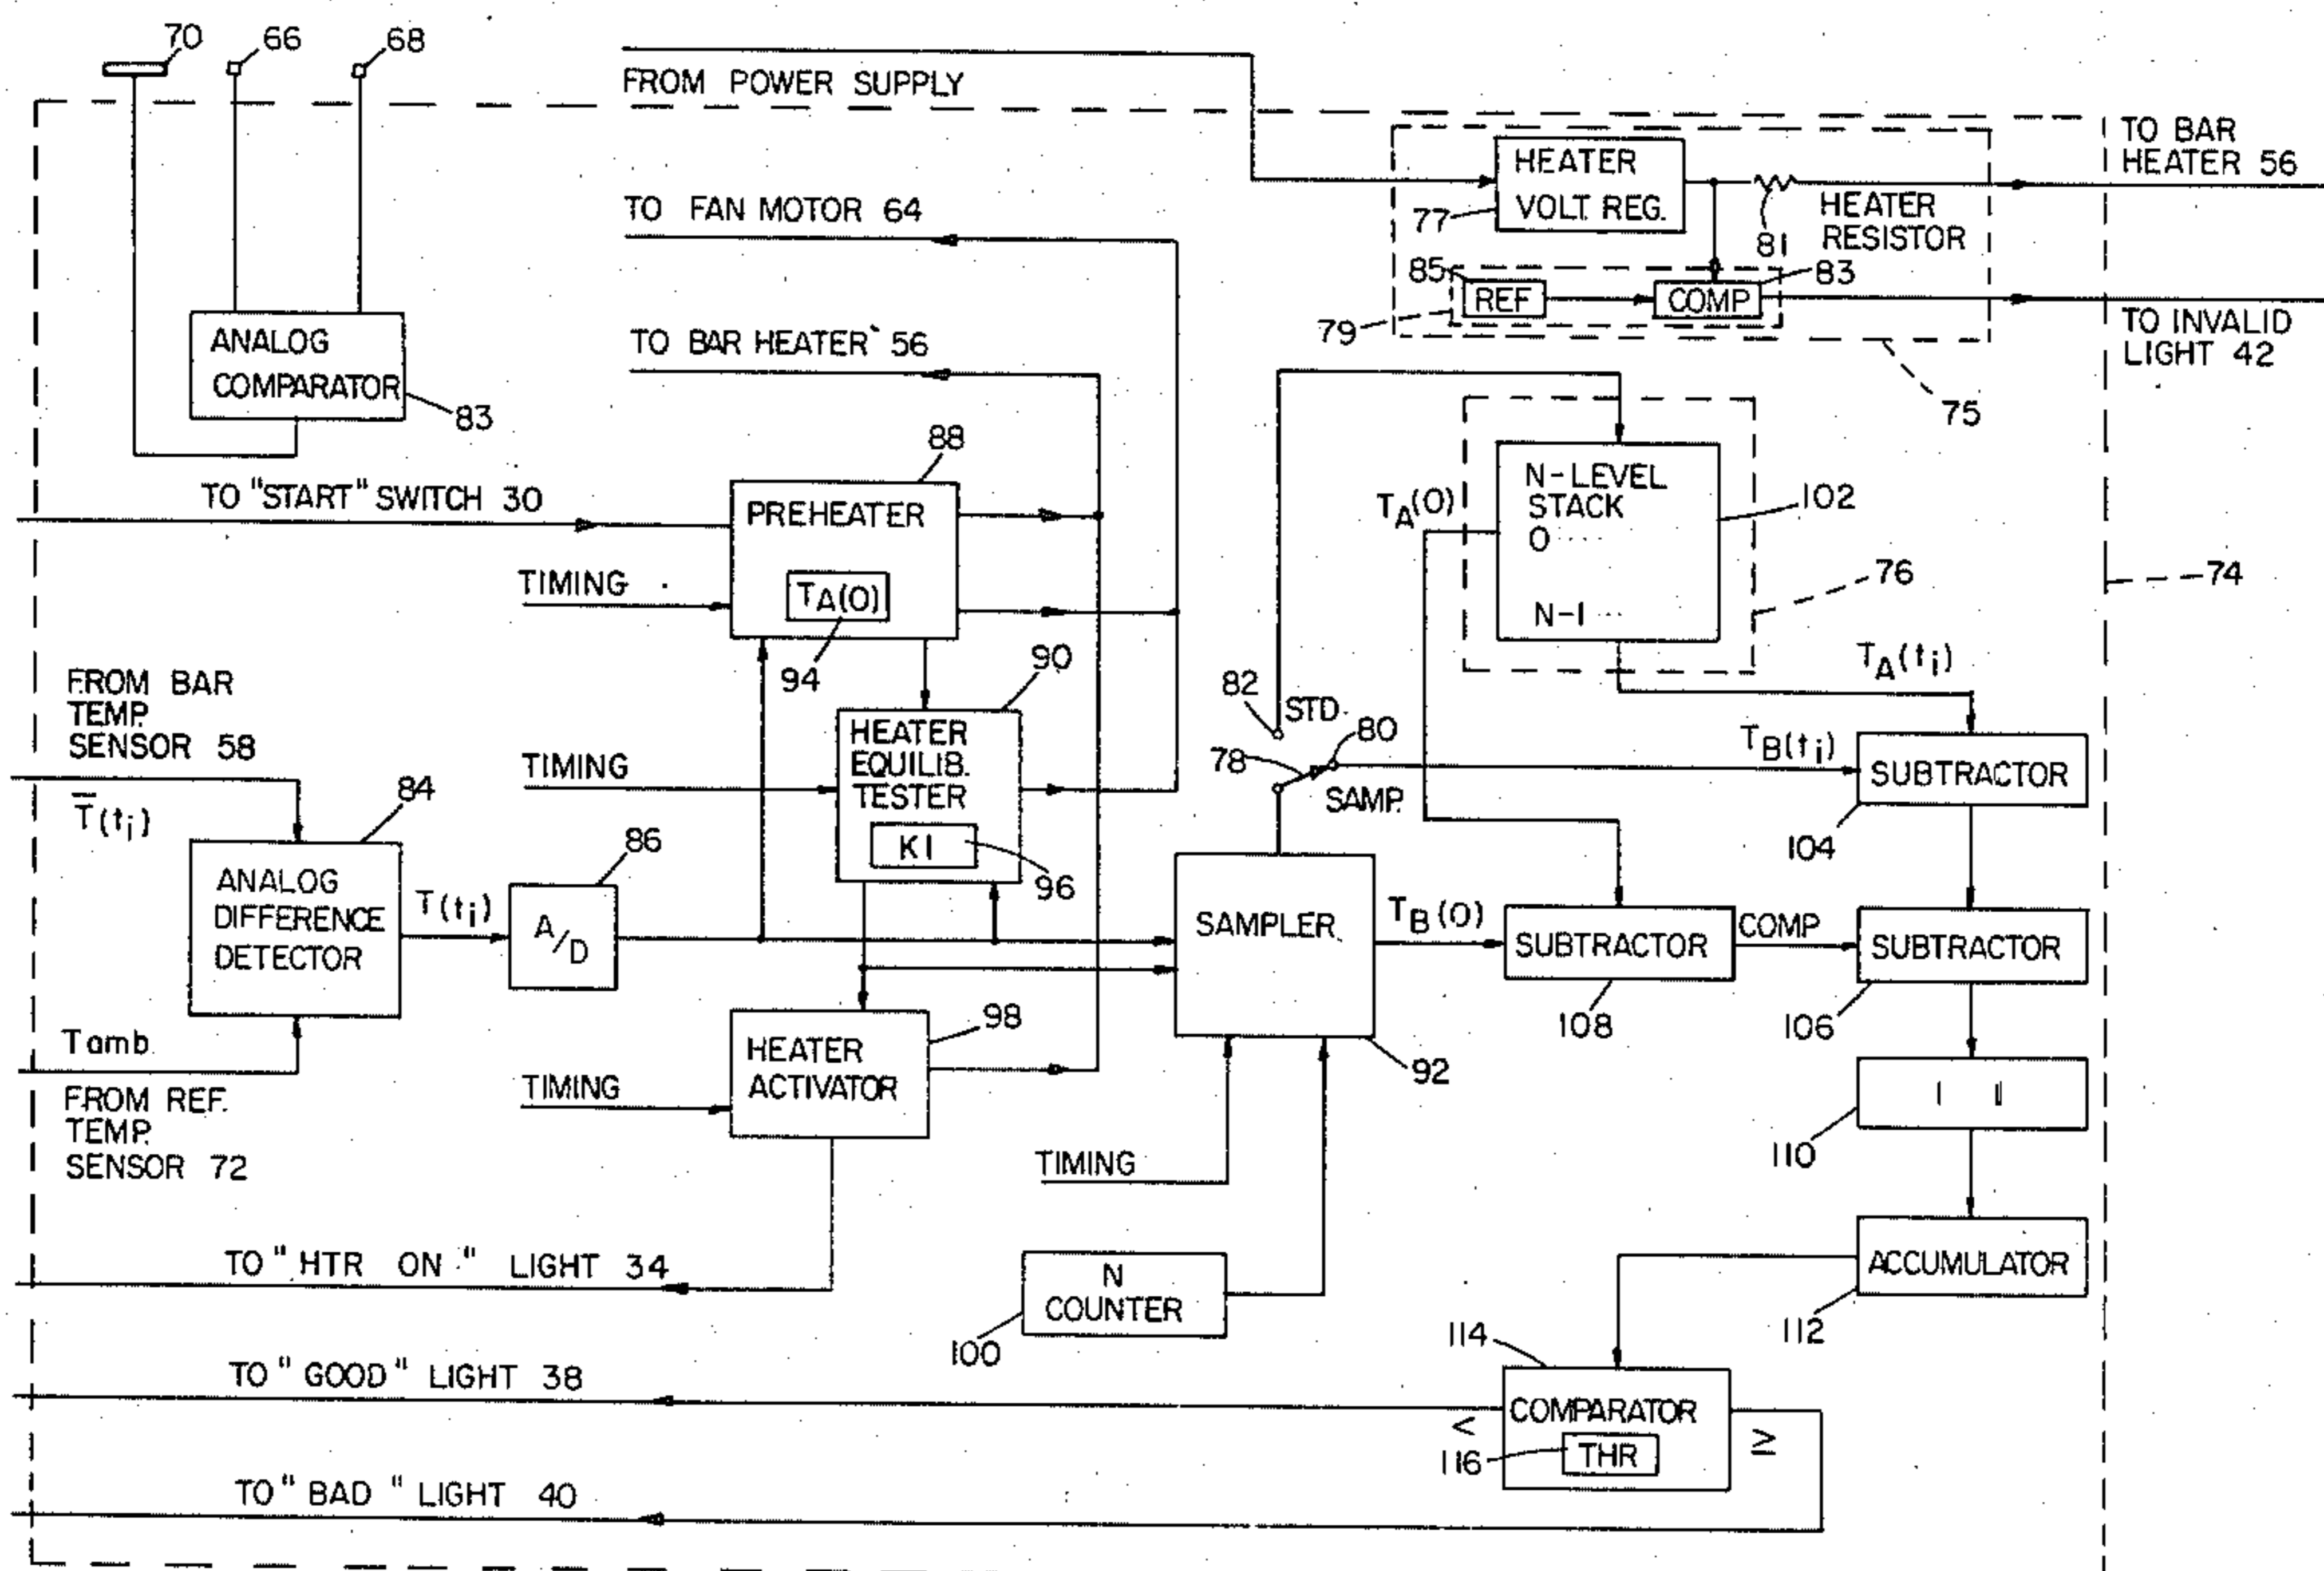 70
66
68
FROM POWER SUPPLY
TO BAR
HEATER 56
HEATER
VOLT. REG.
77
81
HEATER
RESISTOR
TO FAN MOTOR 64
85
REF
COMP
83
79
TO INVALID
LIGHT 42
75
ANALOG
COMPARATOR
83
TO BAR HEATER 56
TO "START" SWITCH 30
88
PREHEATER
TIMING
TA(0)
94
N-LEVEL
STACK
0 ....
N-1 ...
102
TA(0)
76
74
TA(ti)
FROM BAR
TEMP.
SENSOR 58
T̅(ti)
90
HEATER
EQUILIB.
TESTER
K1
96
TIMING
82
STD.
78
80
SAMP.
TB(ti)
SUBTRACTOR
104
84
ANALOG
DIFFERENCE
DETECTOR
T(ti)
86
A/D
SAMPLER
92
TB(0)
SUBTRACTOR
108
COMP
SUBTRACTOR
106
Tamb
FROM REF.
TEMP.
SENSOR 72
TIMING
HEATER
ACTIVATOR
98
TIMING
| |
110
TO "HTR ON" LIGHT 34
N
COUNTER
100
ACCUMULATOR
112
TO "GOOD" LIGHT 38
114
COMPARATOR
<
≥
116
THR
TO "BAD" LIGHT 40